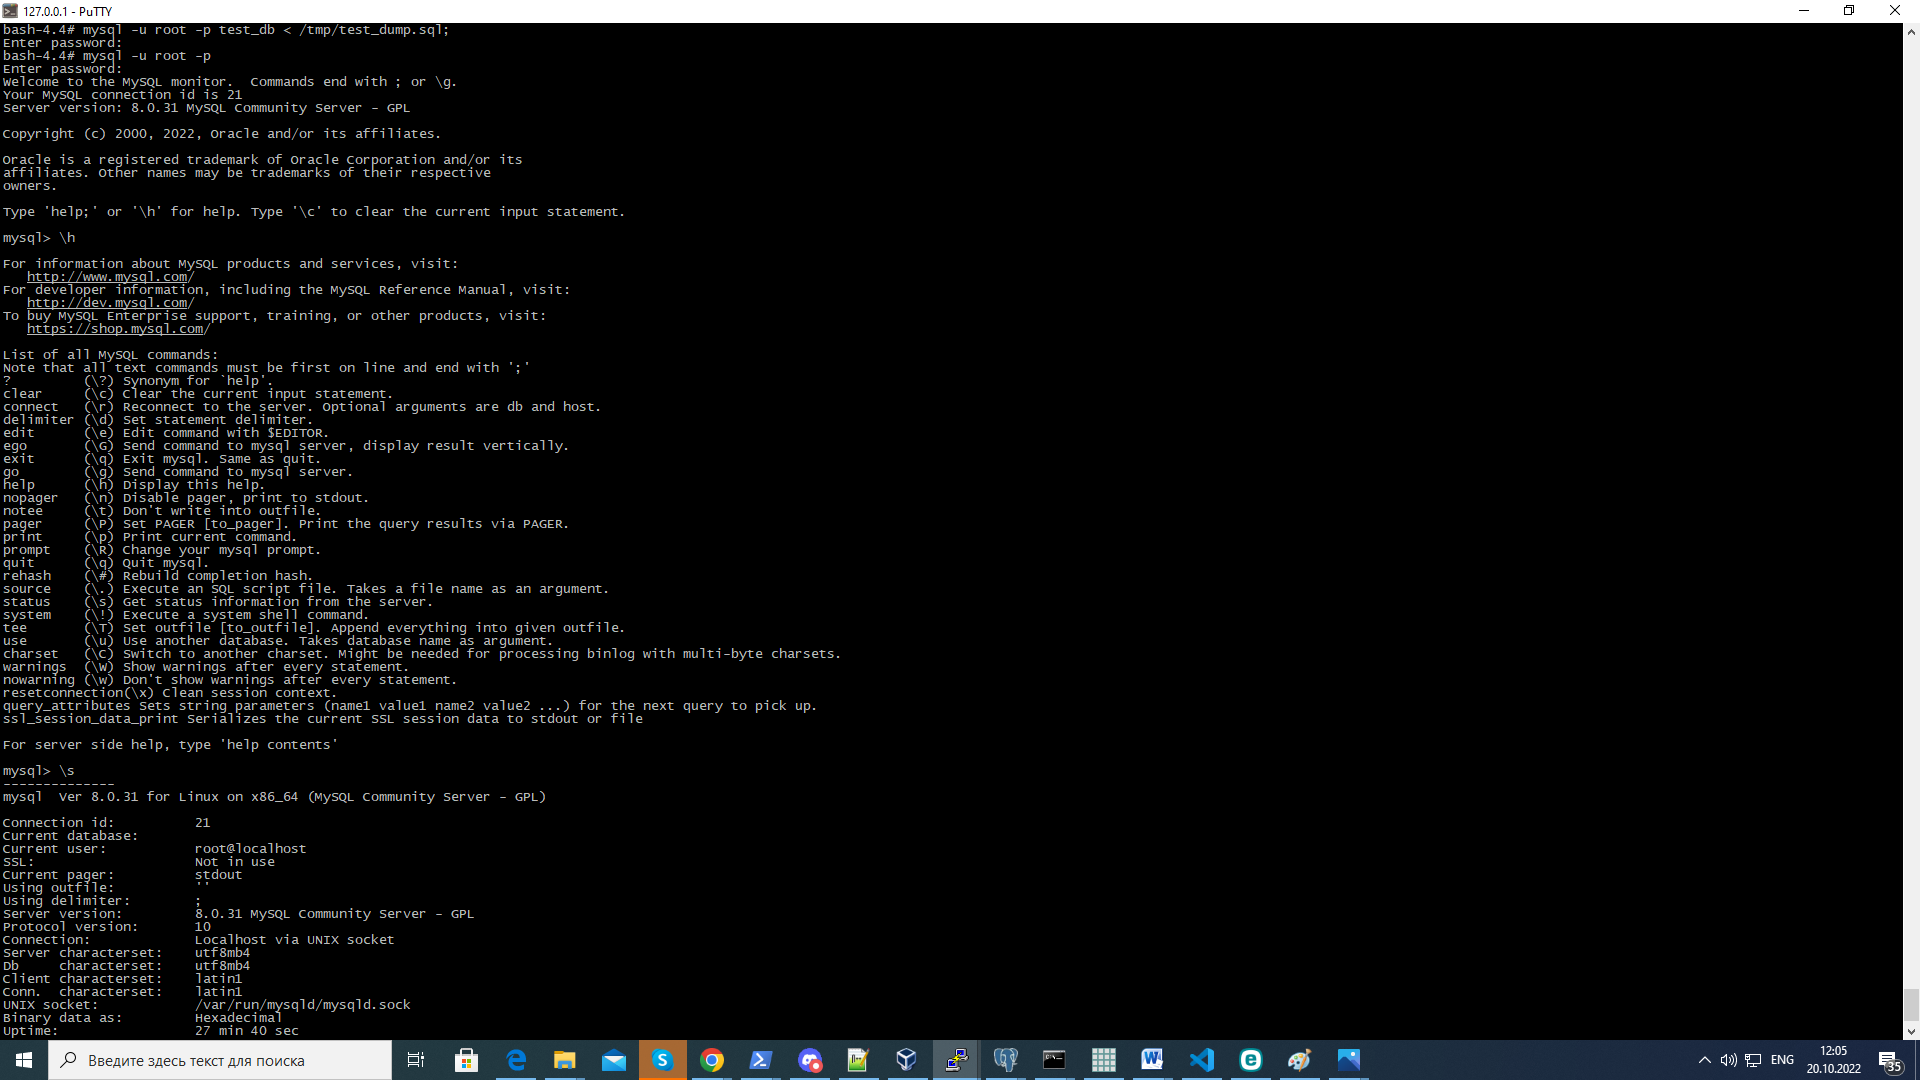 127.0.0.1 - PuTTY
bash-4.4# mysql -u root -p test_db < /tmp/test_dump.sql;
Enter password:
bash-4.4# mysql -u root -p
Enter password:
Welcome to the MySQL monitor.  Commands end with ; or \g.
Your MySQL connection id is 21
Server version: 8.0.31 MySQL Community Server - GPL
Copyright (c) 2000, 2022, Oracle and/or its affiliates.
Oracle is a registered trademark of Oracle Corporation and/or its
affiliates. Other names may be trademarks of their respective
owners.
Type 'help;' or '\h' for help. Type '\c' to clear the current input statement.
mysql> \h
For information about MySQL products and services, visit:
   http://www.mysql.com/
For developer information, including the MySQL Reference Manual, visit:
   http://dev.mysql.com/
To buy MySQL Enterprise support, training, or other products, visit:
   https://shop.mysql.com/
List of all MySQL commands:
Note that all text commands must be first on line and end with ';'
?         (\?) Synonym for `help'.
clear     (\c) Clear the current input statement.
connect   (\r) Reconnect to the server. Optional arguments are db and host.
delimiter (\d) Set statement delimiter.
edit      (\e) Edit command with $EDITOR.
ego       (\G) Send command to mysql server, display result vertically.
exit      (\q) Exit mysql. Same as quit.
go        (\g) Send command to mysql server.
help      (\h) Display this help.
nopager   (\n) Disable pager, print to stdout.
notee     (\t) Don't write into outfile.
pager     (\P) Set PAGER [to_pager]. Print the query results via PAGER.
print     (\p) Print current command.
prompt    (\R) Change your mysql prompt.
quit      (\q) Quit mysql.
rehash    (\#) Rebuild completion hash.
source    (\.) Execute an SQL script file. Takes a file name as an argument.
status    (\s) Get status information from the server.
system    (\!) Execute a system shell command.
tee       (\T) Set outfile [to_outfile]. Append everything into given outfile.
use       (\u) Use another database. Takes database name as argument.
charset   (\C) Switch to another charset. Might be needed for processing binlog with multi-byte charsets.
warnings  (\W) Show warnings after every statement.
nowarning (\w) Don't show warnings after every statement.
resetconnection(\x) Clean session context.
query_attributes Sets string parameters (name1 value1 name2 value2 ...) for the next query to pick up.
ssl_session_data_print Serializes the current SSL session data to stdout or file
For server side help, type 'help contents'
mysql> \s
--------------
mysql  Ver 8.0.31 for Linux on x86_64 (MySQL Community Server - GPL)
Connection id:          21
Current database:
Current user:           root@localhost
SSL:                    Not in use
Current pager:          stdout
Using outfile:          ''
Using delimiter:        ;
Server version:         8.0.31 MySQL Community Server - GPL
Protocol version:       10
Connection:             Localhost via UNIX socket
Server characterset:    utf8mb4
Db     characterset:    utf8mb4
Client characterset:    latin1
Conn.  characterset:    latin1
UNIX socket:            /var/run/mysqld/mysqld.sock
Binary data as:         Hexadecimal
Uptime:                 27 min 40 sec
Введите здесь текст для поиска
ENG
12:05
20.10.2022
35